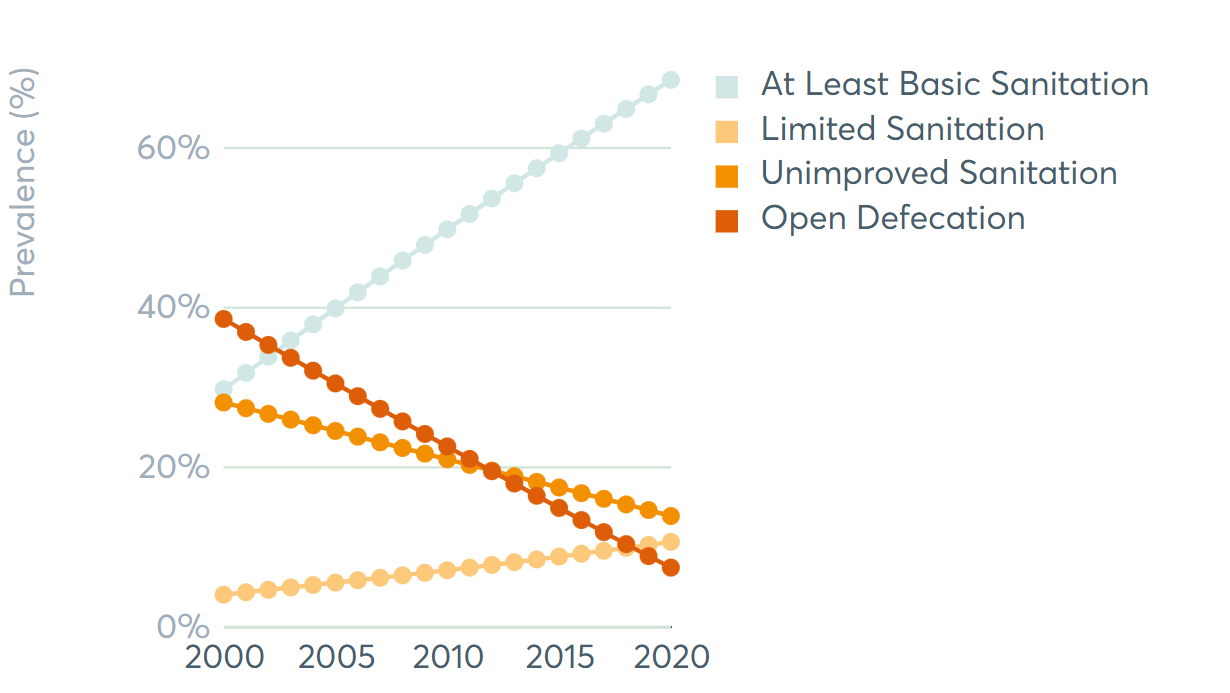 Prevalence (%)
60%
40%
20%
0%
2000 2005 2010 2015 2020
At Least Basic Sanitation
Limited Sanitation
Unimproved Sanitation
Open Defecation